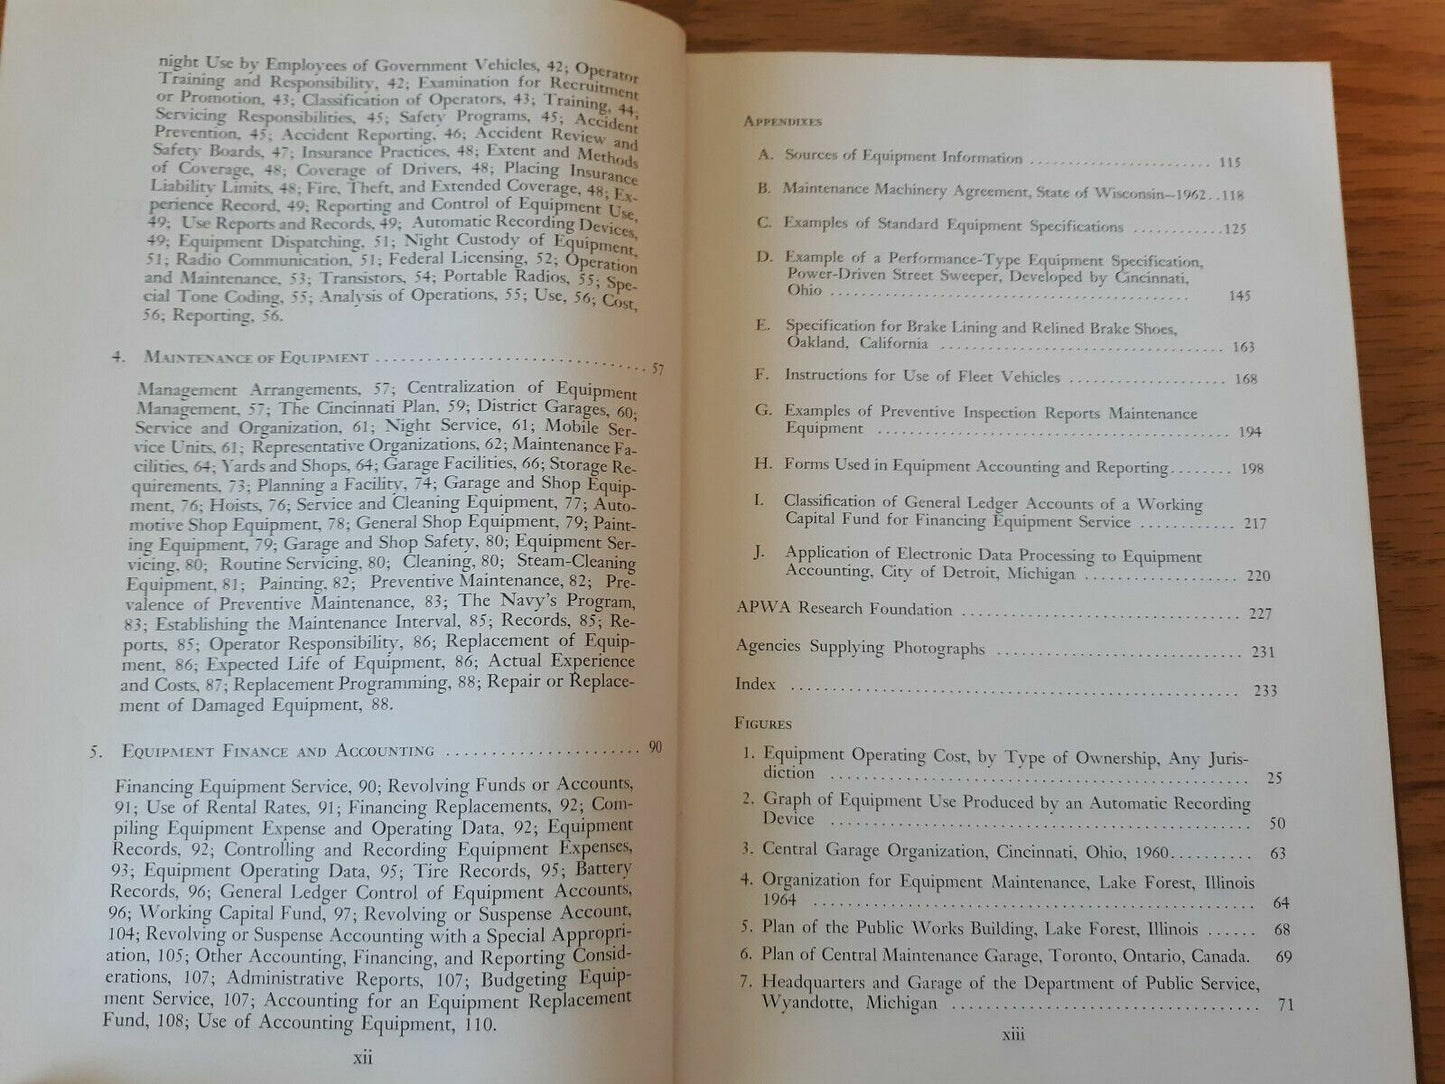 night Use by Employees of Government Vehicles, 42; Operator
Training and Responsibility, 42; Examination for Recruitment
or Promotion, 43; Classification of Operators, 43; Training, 44;
Servicing Responsibilities, 45; Safety Programs, 45; Accident
Prevention, 45; Accident Reporting, 46; Accident Review and
Safety Boards, 47; Insurance Practices, 48; Extent and Methods
of Coverage, 48; Coverage of Drivers, 48; Placing Insurance
Liability Limits, 48; Fire, Theft, and Extended Coverage, 48; Ex-
perience Record, 49; Reporting and Control of Equipment Use,
49; Use Reports and Records, 49; Automatic Recording Devices,
49; Equipment Dispatching, 51; Night Custody of Equipment,
51; Radio Communication, 51; Federal Licensing, 52; Operation
and Maintenance, 53; Transistors, 54; Portable Radios, 55; Spe-
cial Tone Coding, 55; Analysis of Operations, 55; Use, 56; Cost,
56; Reporting, 56.
4. Maintenance of Equipment .............................. 57
Management Arrangements, 57; Centralization of Equipment
Management, 57; The Cincinnati Plan, 59; District Garages, 60;
Service and Organization, 61; Night Service, 61; Mobile Ser-
vice Units, 61; Representative Organizations, 62; Maintenance Fa-
cilities, 64; Yards and Shops, 64; Garage Facilities, 66; Storage Re-
quirements, 73; Planning a Facility, 74; Garage and Shop Equip-
ment, 76; Hoists, 76; Service and Cleaning Equipment, 77; Auto-
motive Shop Equipment, 78; General Shop Equipment, 79; Paint-
ing Equipment, 79; Garage and Shop Safety, 80; Equipment Ser-
vicing, 80; Routine Servicing, 80; Cleaning, 80; Steam-Cleaning
Equipment, 81; Painting, 82; Preventive Maintenance, 82; Pre-
valence of Preventive Maintenance, 83; The Navy's Program,
83; Establishing the Maintenance Interval, 85; Records, 85; Re-
ports, 85; Operator Responsibility, 86; Replacement of Equip-
ment, 86; Expected Life of Equipment, 86; Actual Experience
and Costs, 87; Replacement Programming, 88; Repair or Replace-
ment of Damaged Equipment, 88.
5. Equipment Finance and Accounting ...................... 90
Financing Equipment Service, 90; Revolving Funds or Accounts,
91; Use of Rental Rates, 91; Financing Replacements, 92; Com-
piling Equipment Expense and Operating Data, 92; Equipment
Records, 92; Controlling and Recording Equipment Expenses,
93; Equipment Operating Data, 95; Tire Records, 95; Battery
Records, 96; General Ledger Control of Equipment Accounts,
96; Working Capital Fund, 97; Revolving or Suspense Account,
104; Revolving or Suspense Accounting with a Special Appropri-
ation, 105; Other Accounting, Financing, and Reporting Consid-
erations, 107; Administrative Reports, 107; Budgeting Equip-
ment Service, 107; Accounting for an Equipment Replacement
Fund, 108; Use of Accounting Equipment, 110.
xii
Appendixes
A. Sources of Equipment Information ...................... 115
B. Maintenance Machinery Agreement, State of Wisconsin—1962..118
C. Examples of Standard Equipment Specifications ............125
D. Example of a Performance-Type Equipment Specification,
Power-Driven Street Sweeper, Developed by Cincinnati,
Ohio ............................................ 145
E. Specification for Brake Lining and Relined Brake Shoes,
Oakland, California .................................. 163
F. Instructions for Use of Fleet Vehicles ................... 168
G. Examples of Preventive Inspection Reports Maintenance
Equipment ........................................... 194
H. Forms Used in Equipment Accounting and Reporting........ 198
I. Classification of General Ledger Accounts of a Working
Capital Fund for Financing Equipment Service ............ 217
J. Application of Electronic Data Processing to Equipment
Accounting, City of Detroit, Michigan ................... 220
APWA Research Foundation .................................. 227
Agencies Supplying Photographs .............................. 231
Index ...................................................... 233
Figures
1. Equipment Operating Cost, by Type of Ownership, Any Juris-
diction ................................................... 25
2. Graph of Equipment Use Produced by an Automatic Recording
Device ................................................... 50
3. Central Garage Organization, Cincinnati, Ohio, 1960.......... 63
4. Organization for Equipment Maintenance, Lake Forest, Illinois
1964 ..................................................... 64
5. Plan of the Public Works Building, Lake Forest, Illinois ...... 68
6. Plan of Central Maintenance Garage, Toronto, Ontario, Canada. 69
7. Headquarters and Garage of the Department of Public Service,
Wyandotte, Michigan ..................................... 71
xiii